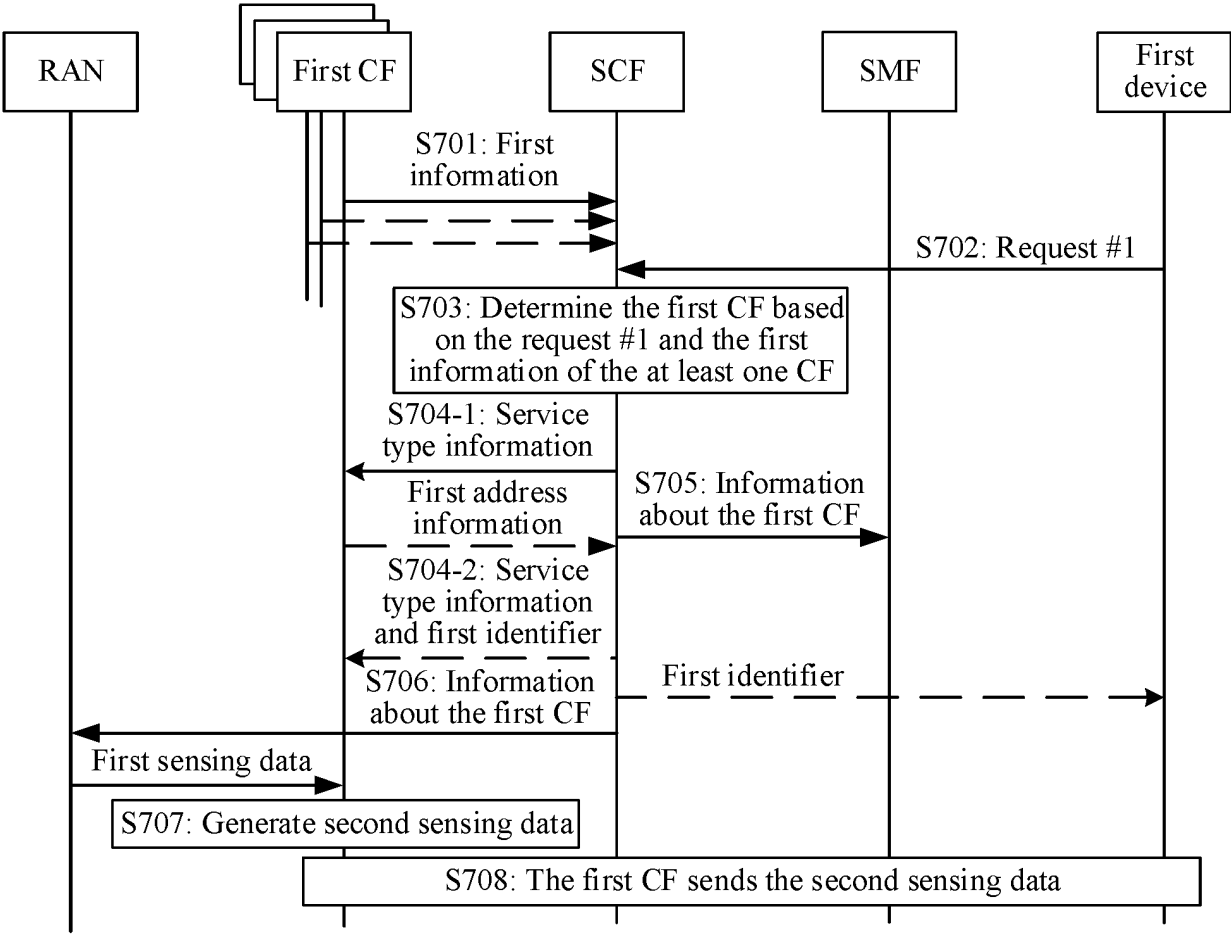 RAN
First CF
SCF
SMF
First
device
S701: First
information
S702: Request #1
S703: Determine the first CF based
on the request #1 and the first
information of the at least one CF
S704-1: Service
type information
First address
information
S705: Information
about the first CF
S704-2: Service
type information
and first identifier
First identifier
S706: Information
about the first CF
First sensing data
S707: Generate second sensing data
S708: The first CF sends the second sensing data